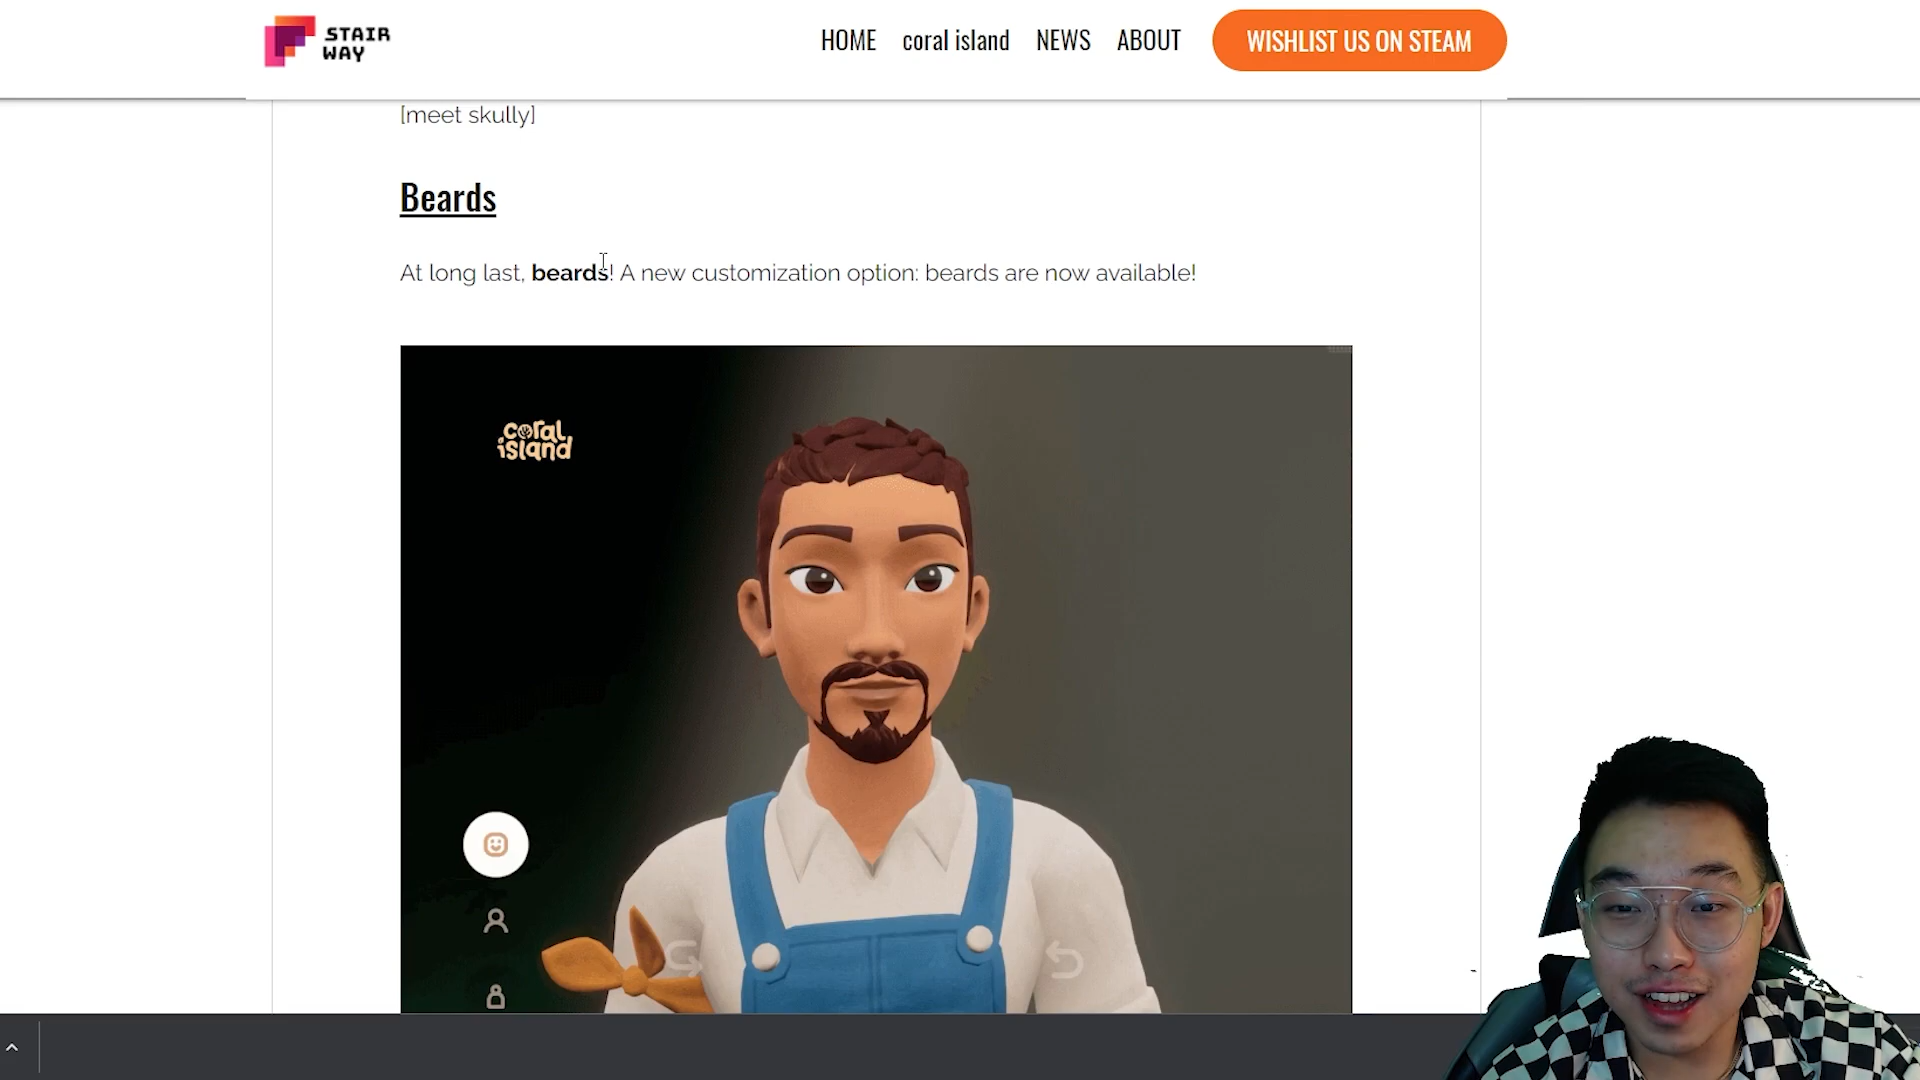 STAIR
WAY
HOME coral island NEWS ABOUT WISHLIST US ON STEAM
[meet skully]
Beards
At long last, beards! A new customization option: beards are now available!
coral
island